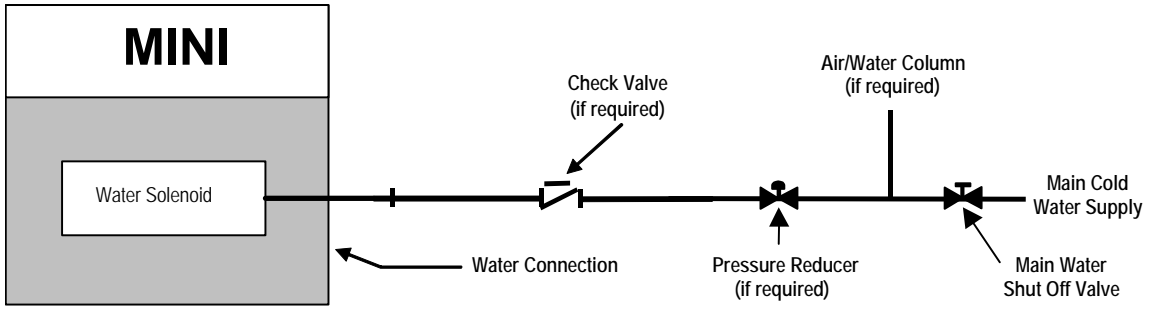 MINI
Air/Water Column
(if required)
Check Valve
(if required)
Water Solenoid
Main Cold
Water Supply
Water Connection
Pressure Reducer
(if required)
Main Water
Shut Off Valve